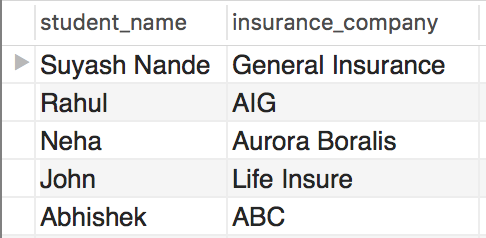 student_name insurance_company
Suyash Nande General Insurance
Rahul AIG
Neha Aurora Boralis
John Life Insure
Abhishek ABC